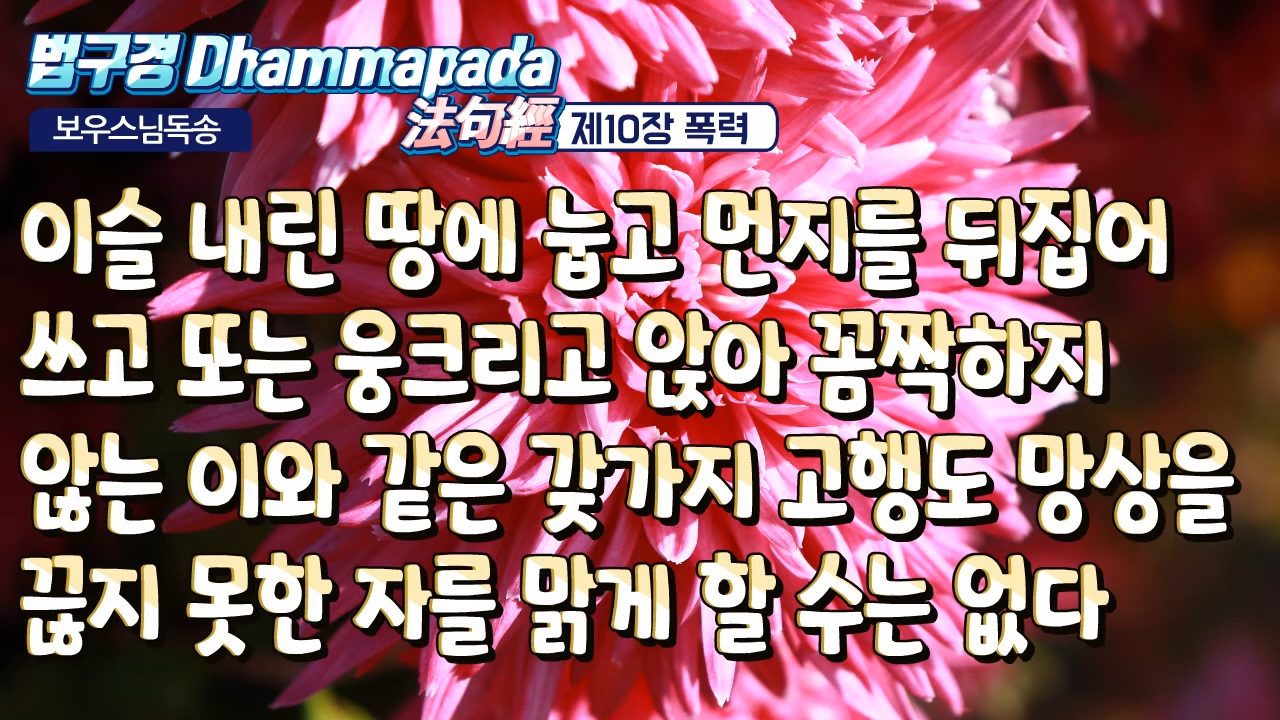 법구경 Dhammapada
法句經
보우스님독송
제10장 폭력
이슬 내린 땅에 눕고 먼지를 뒤집어
쓰고 또는 웅크리고 앉아 꼼짝하지
않는 이와 같은 갖가지 고행도 망상을
끊지 못한 자를 맑게 할 수는 없다